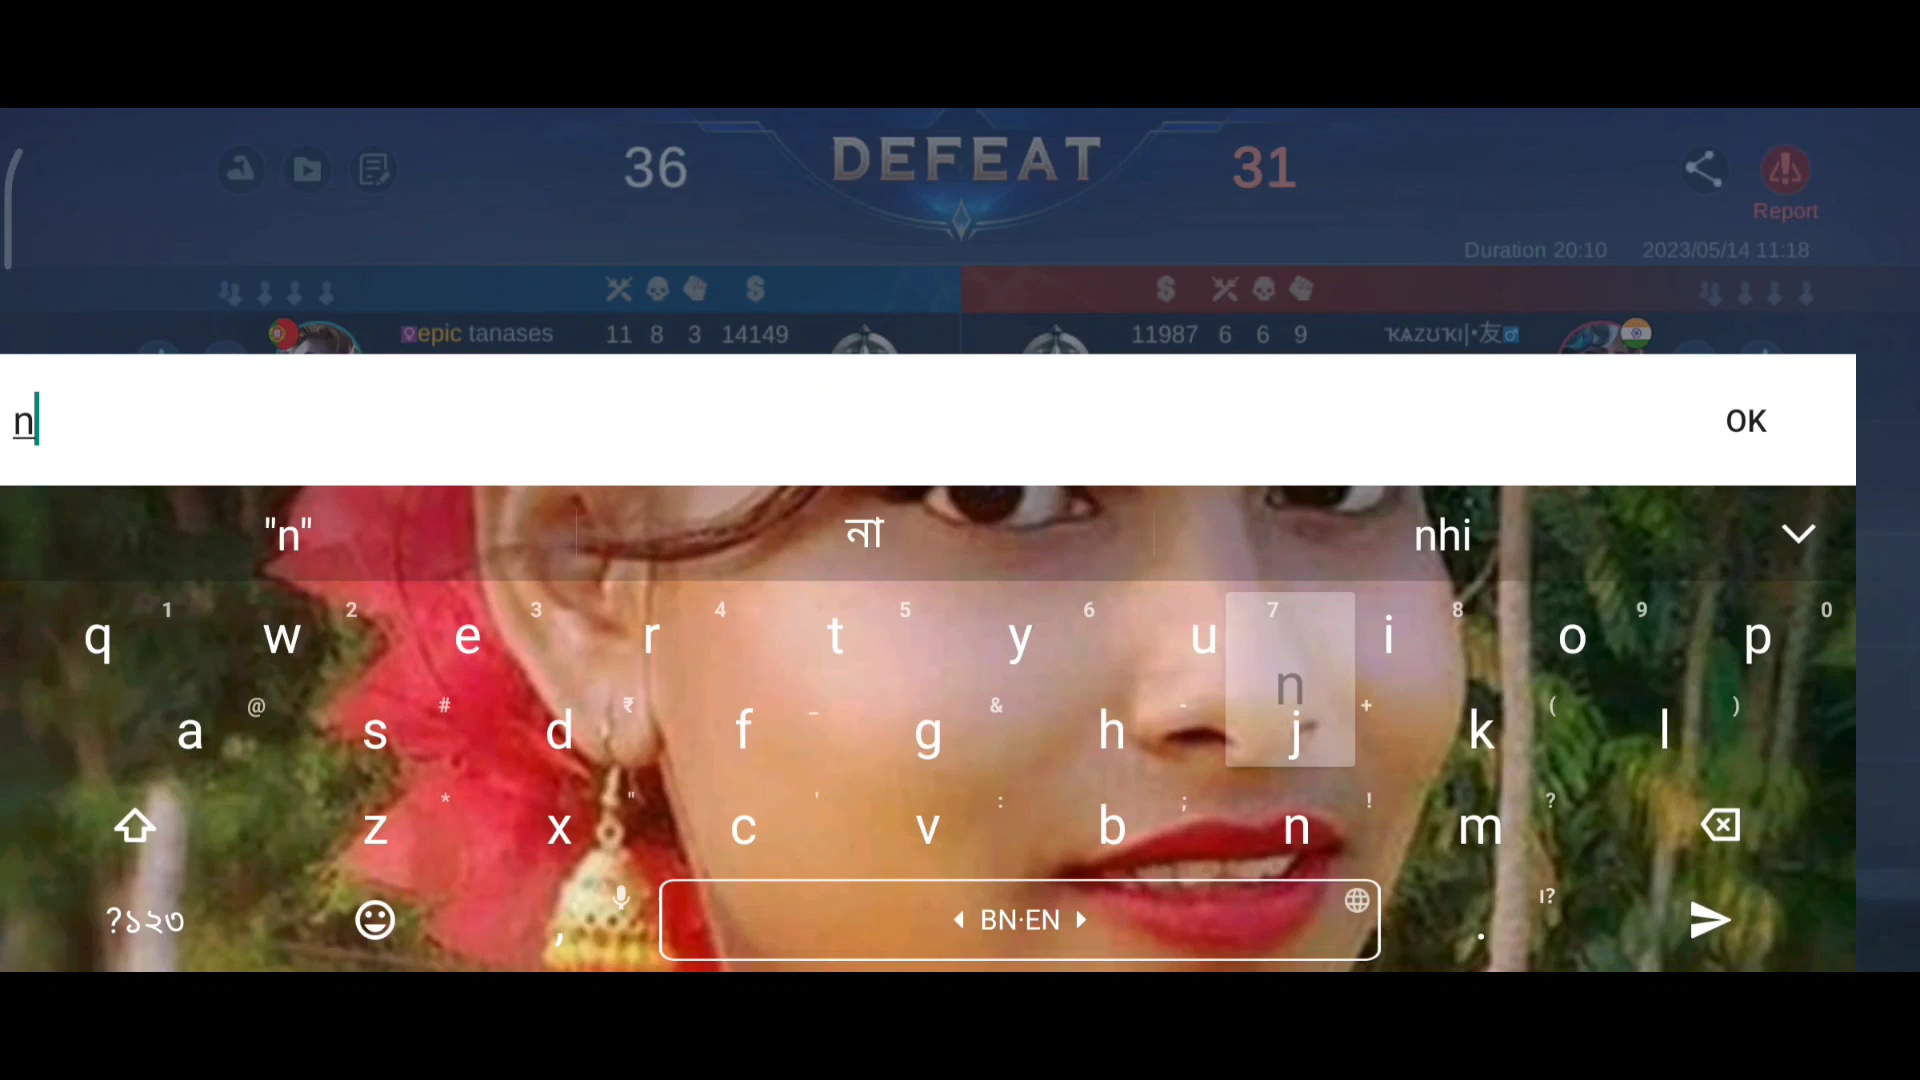 36 DEFEAT 31
Report
Duration 20:10 2023/05/14 11:18
epic tanases 11 8 3 14149 11987 6 6 9 ҠAZUҠI|•友
n OK
"n" না nhi
1 2 3 4 5 6 7 8 9 0
q w e r t y u i o p
n
@ # ₹ _ & - + ( )
a s d f g h j k l
* " ' : ; ! ?
z x c v b n m
?১২৩ , BN·EN . ।?